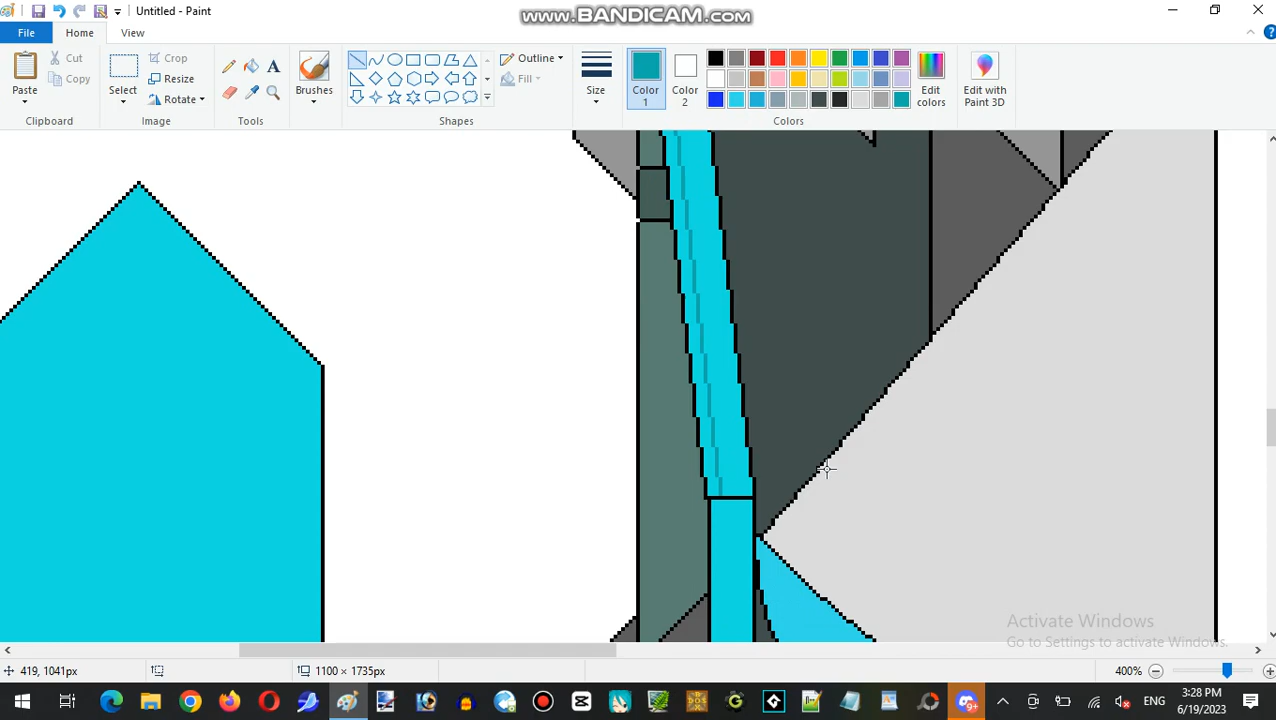 www.BANDICAM.com
Untitled - Paint
File
Home
View
Paste
Cut
Copy
Clipboard
Select
Crop
Resize
Rotate
Image
Tools
Brushes
Outline
Fill
Shapes
Size
Color 1
Color 2
Edit colors
Edit with Paint 3D
Colors
Activate Windows
Go to Settings to activate Windows.
419, 1041px
1100 × 1735px
400%
9+
ENG
3:28 PM
6/19/2023